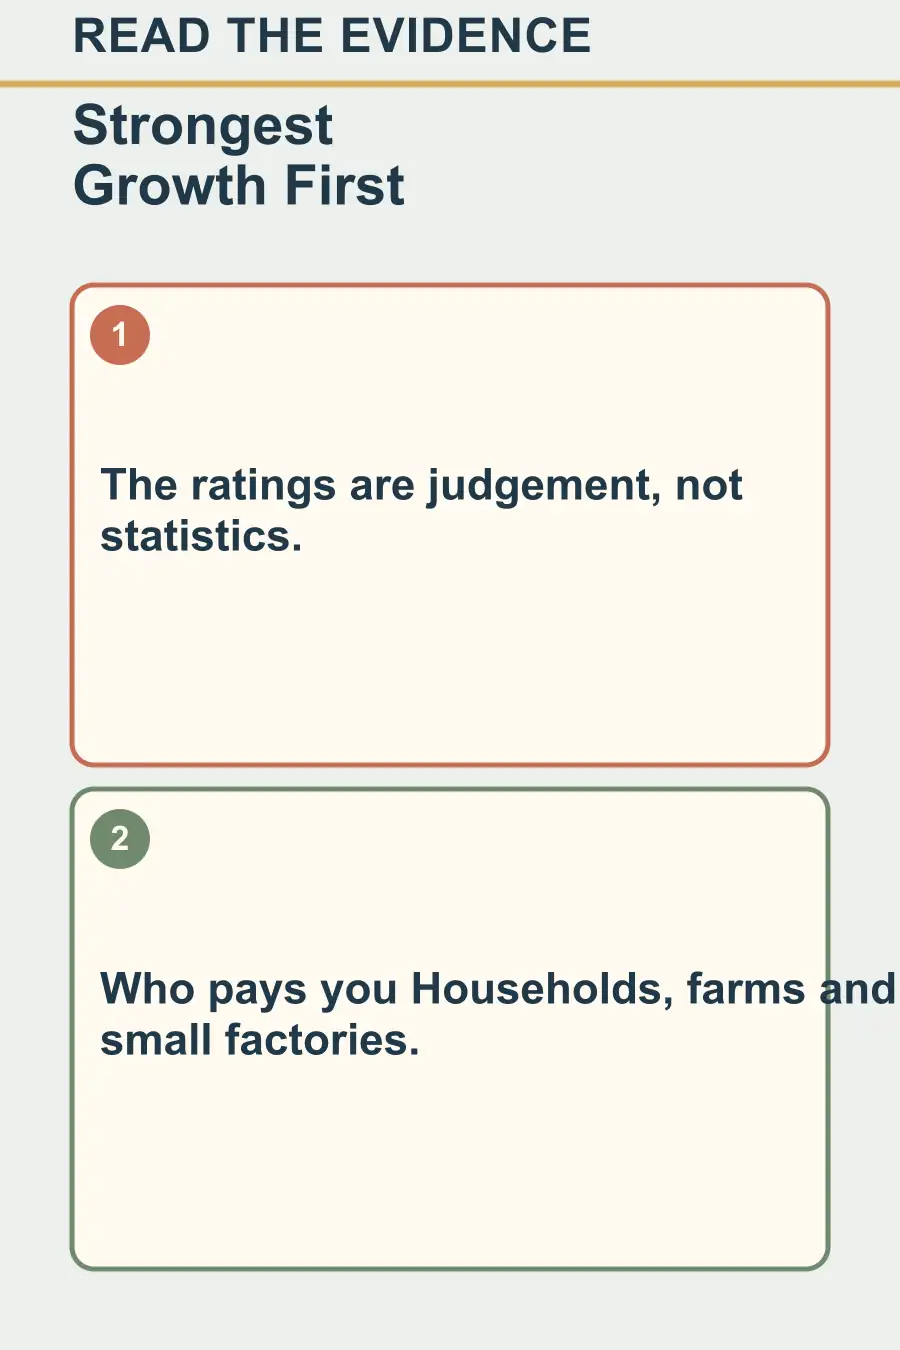 READ THE EVIDENCE
Strongest
Growth First
1
The ratings are judgement, not
statistics.
2
Who pays you Households, farms and
small factories.